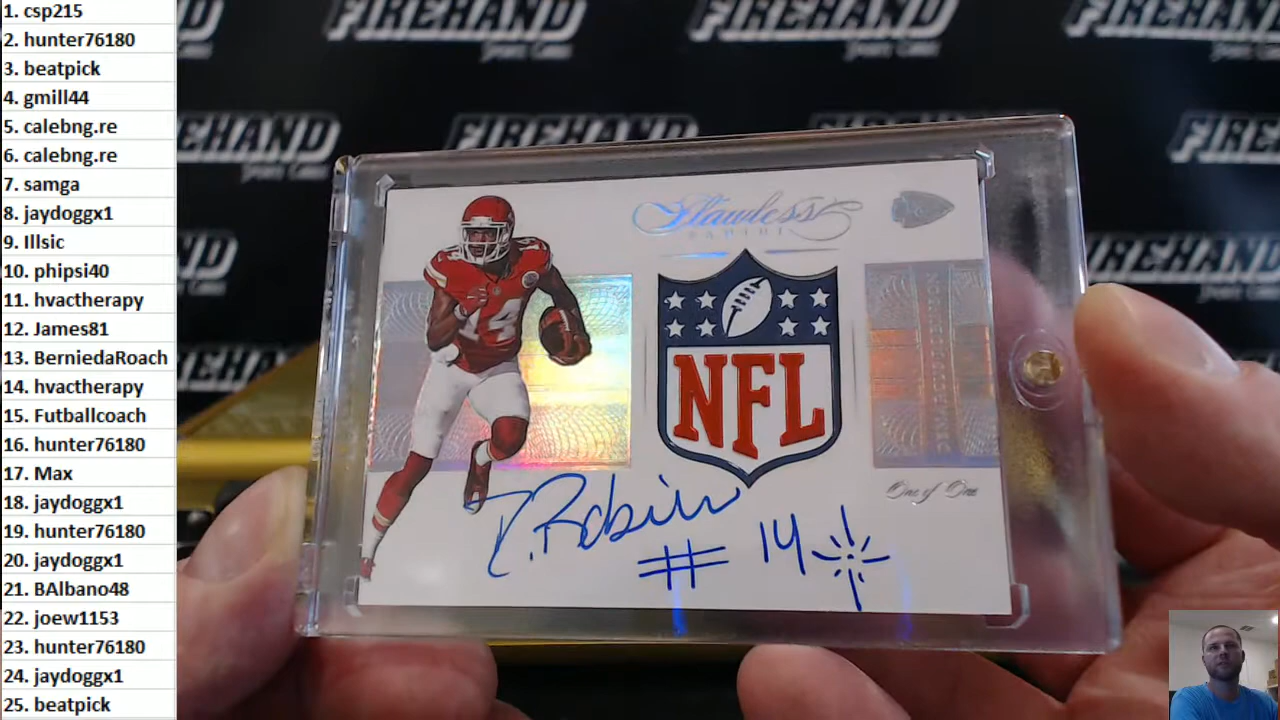 1. csp215
2. hunter76180
3. beatpick
4. gmill44
5. calebng.re
6. calebng.re
7. samga
8. jaydoggx1
9. Illsic
10. phipsi40
11. hvactherapy
12. James81
13. BerniedaRoach
14. hvactherapy
15. Futballcoach
16. hunter76180
17. Max
18. jaydoggx1
19. hunter76180
20. jaydoggx1
21. BAlbano48
22. joew1153
23. hunter76180
24. jaydoggx1
25. beatpick
FIREHAND
FIREHAND
FIREHAND
FIREHAND
FIREHAND
Flawless
PANINI
14
NFL
One of One
D. Robin
# 14